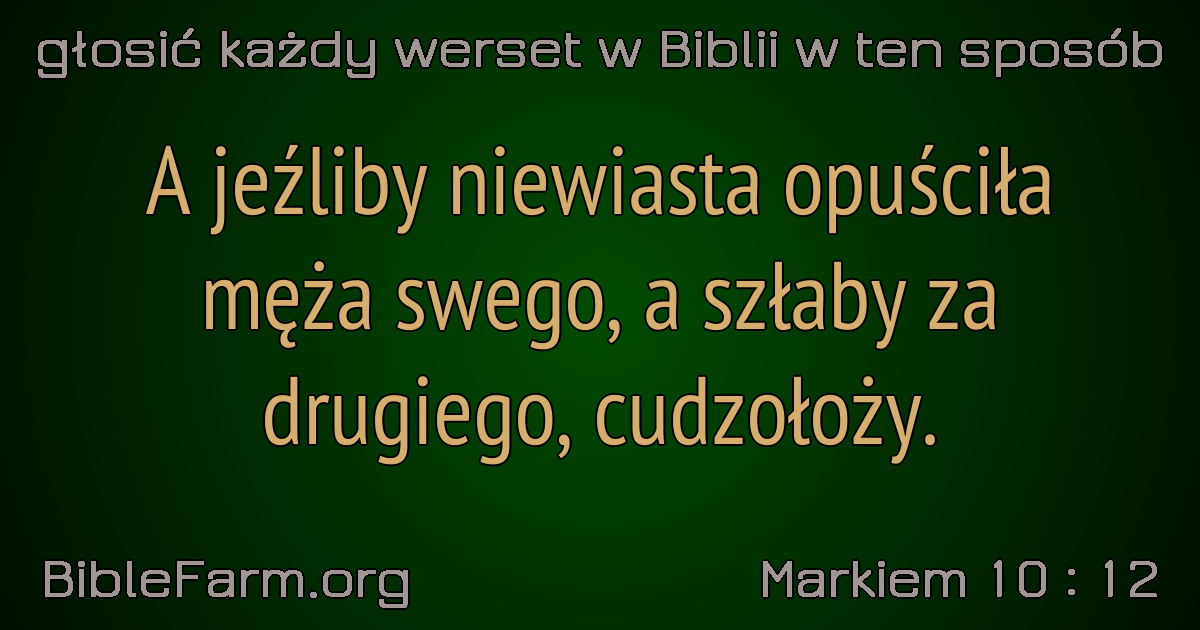 głosić każdy werset w Biblii w ten sposób
A jeźliby niewiasta opuściła
męża swego, a szłaby za
drugiego, cudzołoży.
BibleFarm.org
Markiem 10 : 12